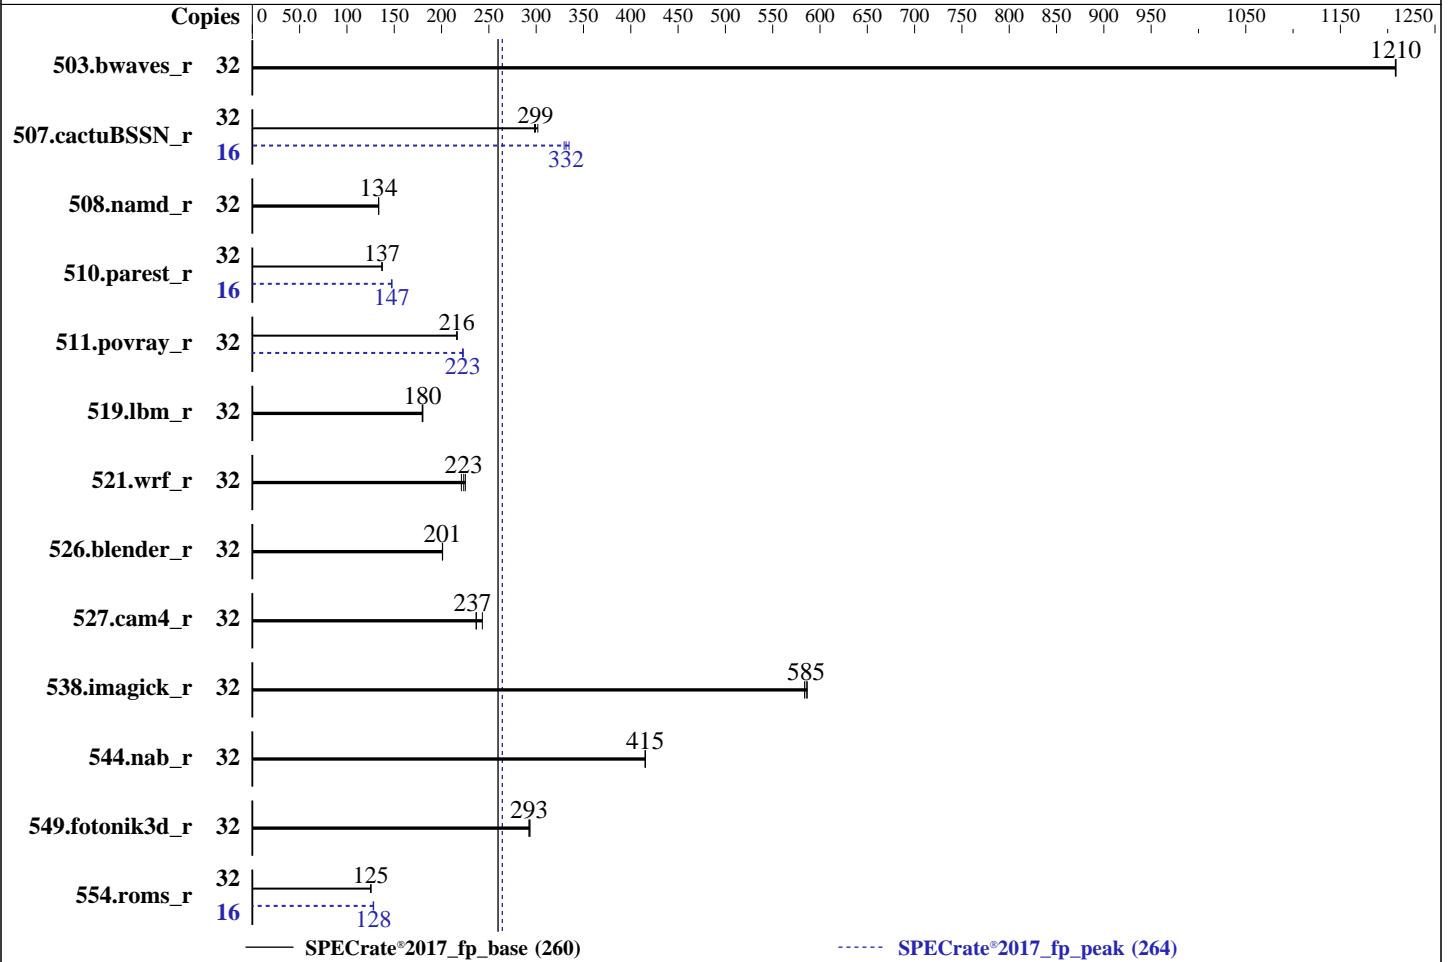 Copies 0 50.0 100 150 200 250 300 350 400 450 500 550 600 650 700 750 800 850 900 950 1050 1150 1250
503.bwaves_r 32 1210
507.cactuBSSN_r 32 299
16 332
508.namd_r 32 134
510.parest_r 32 137
16 147
511.povray_r 32 216
223
519.lbm_r 32 180
521.wrf_r 32 223
526.blender_r 32 201
527.cam4_r 32 237
538.imagick_r 32 585
544.nab_r 32 415
549.fotonik3d_r 32 293
554.roms_r 32 125
16 128
SPECrate®2017_fp_base (260) SPECrate®2017_fp_peak (264)